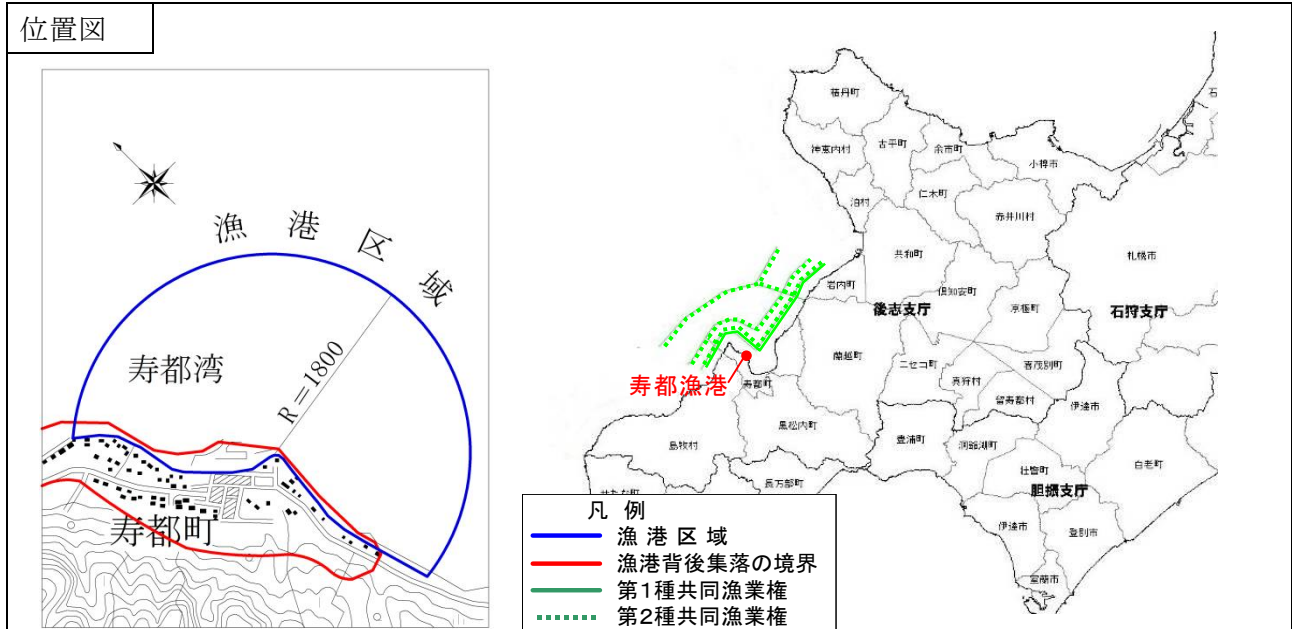 位置図
漁港区域
寿都湾
R=1800
寿都町
積丹町
神恵内村
古平町
余市町
小樽市
泊村
仁木町
赤井川村
共和町
札幌市
岩内町
倶知安町
京極町
後志支庁
石狩支庁
蘭越町
ニセコ町
喜茂別町
真狩村
留寿都村
伊達市
寿都漁港
寿都町
黒松内町
島牧村
豊浦町
洞爺湖町
壮瞥町
白老町
胆振支庁
長万部町
せたな町
伊達市
登別市
室蘭市
石
凡 例
漁 港 区 域
漁港背後集落の境界
第1種共同漁業権
第2種共同漁業権